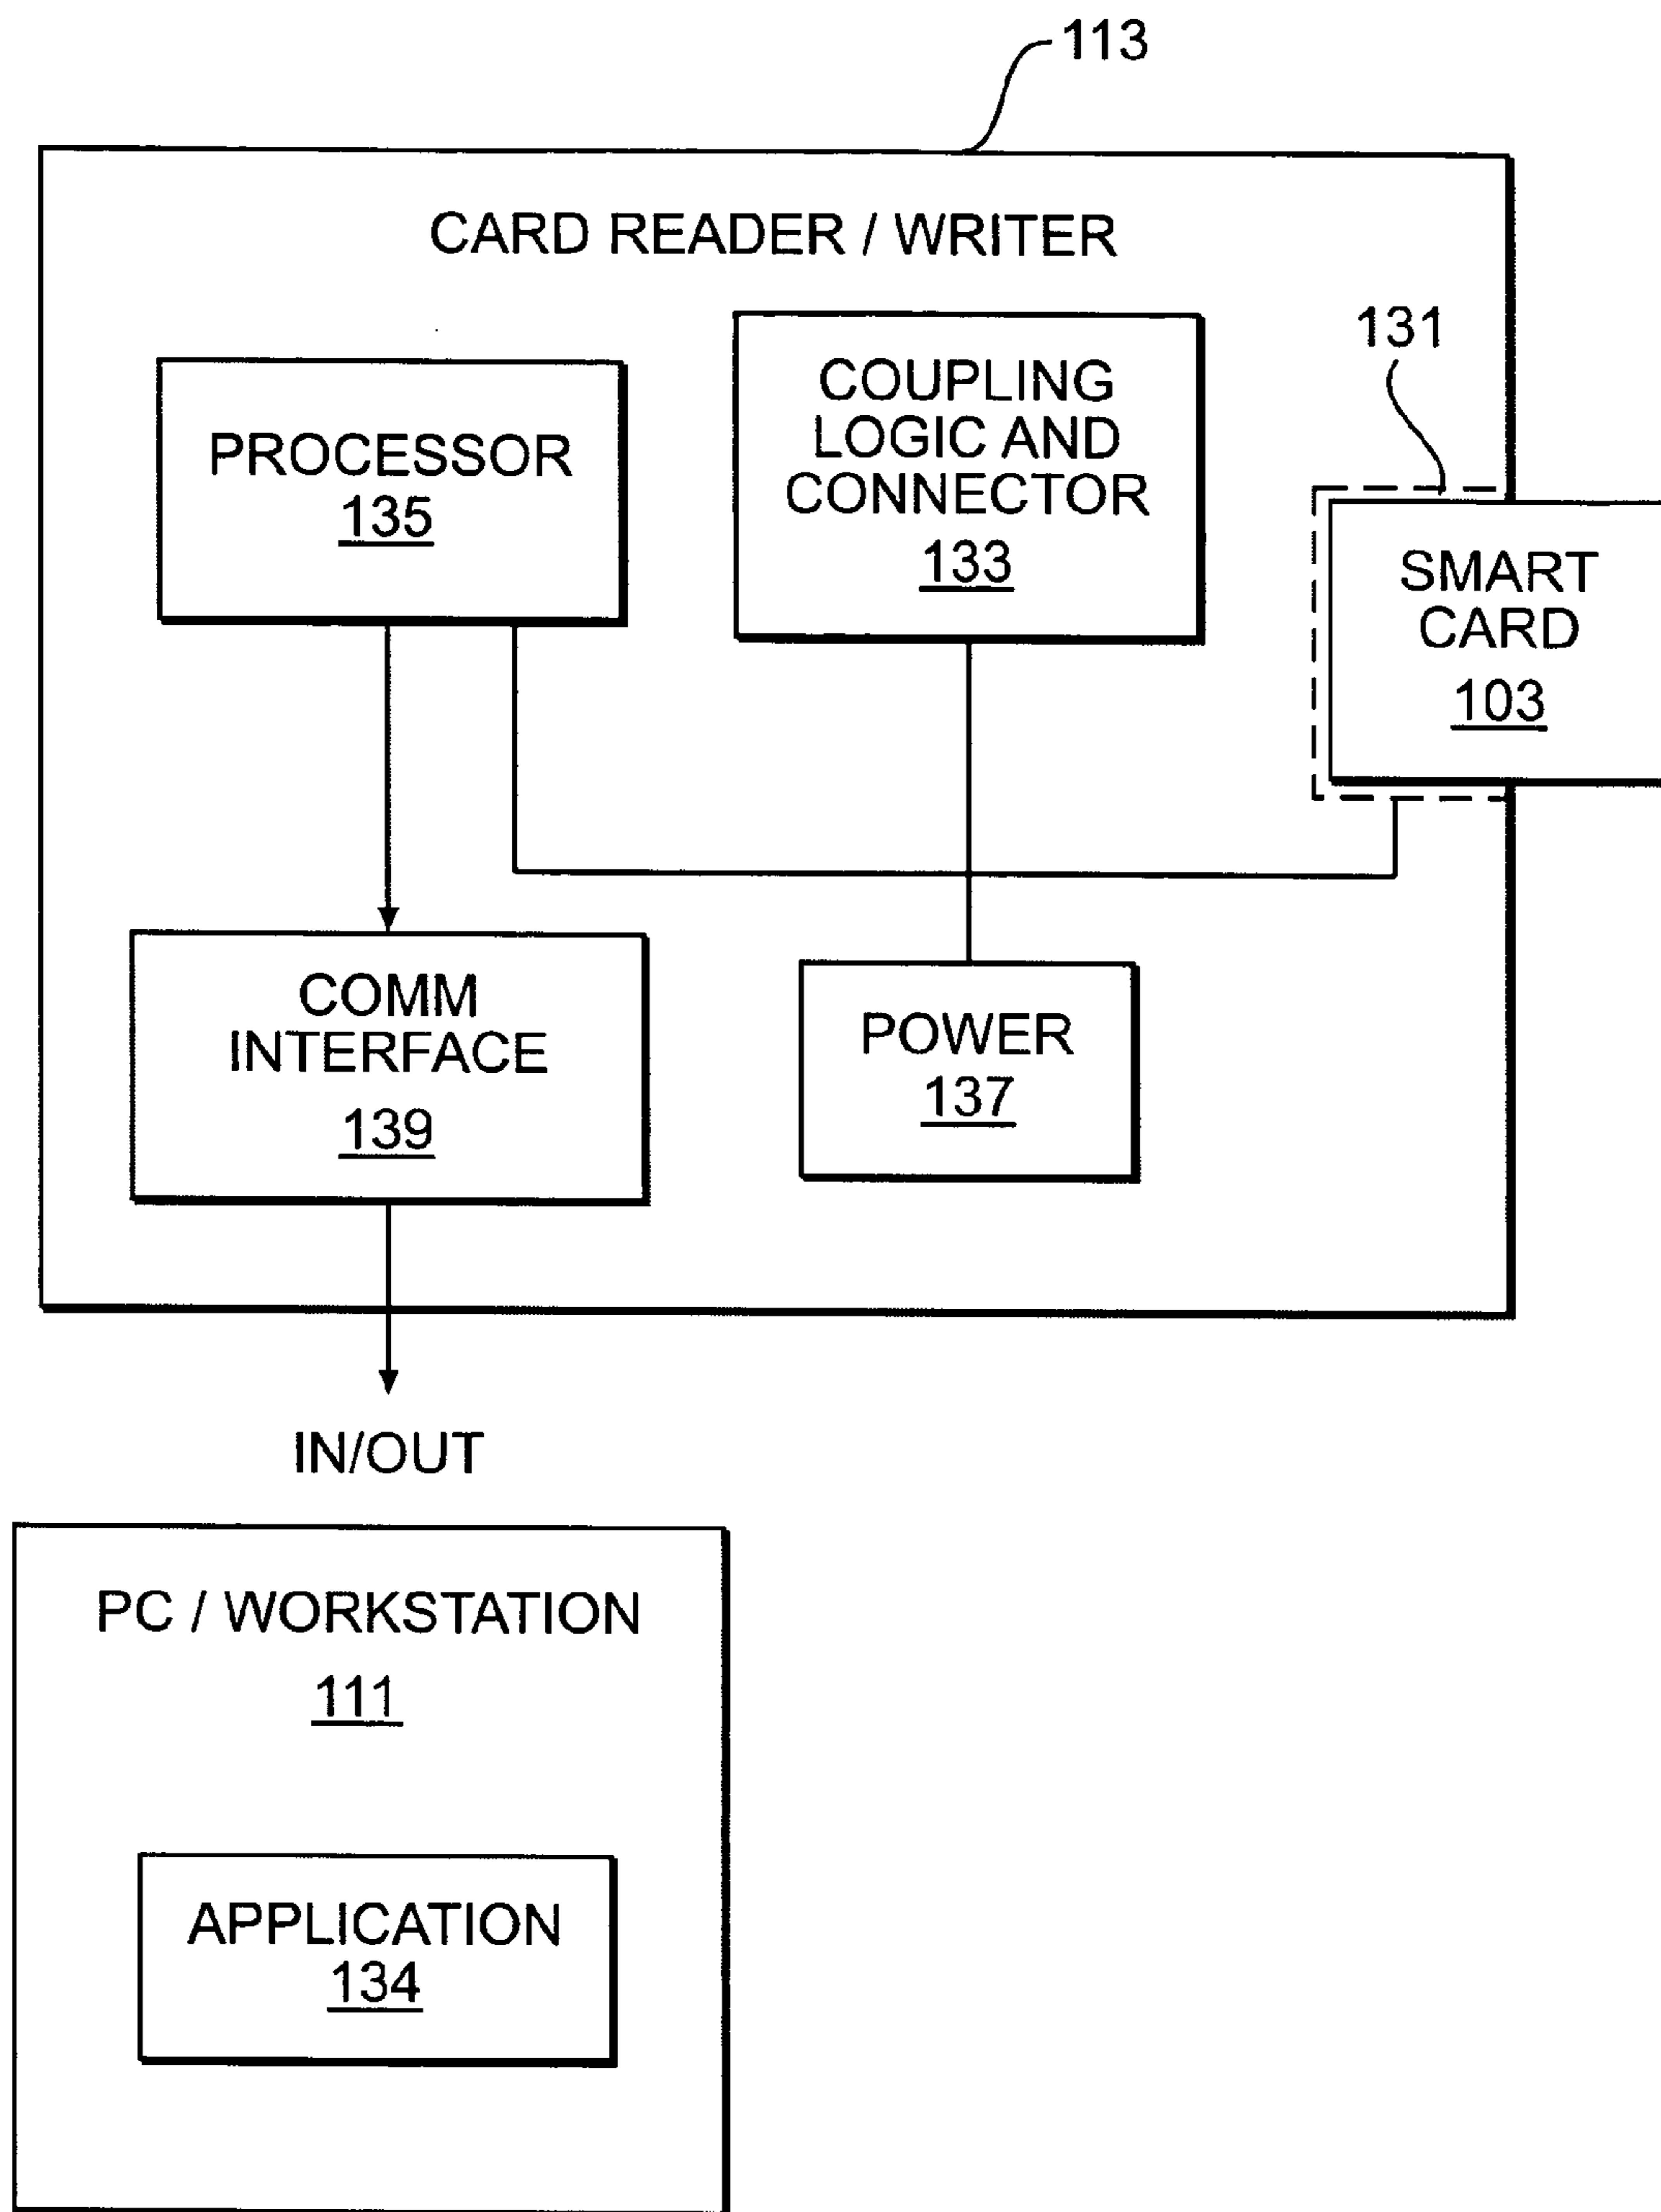 113
CARD READER / WRITER
131
PROCESSOR
135
COUPLING
LOGIC AND
CONNECTOR
133
SMART
CARD
103
COMM
INTERFACE
139
POWER
137
IN/OUT
PC / WORKSTATION
111
APPLICATION
134